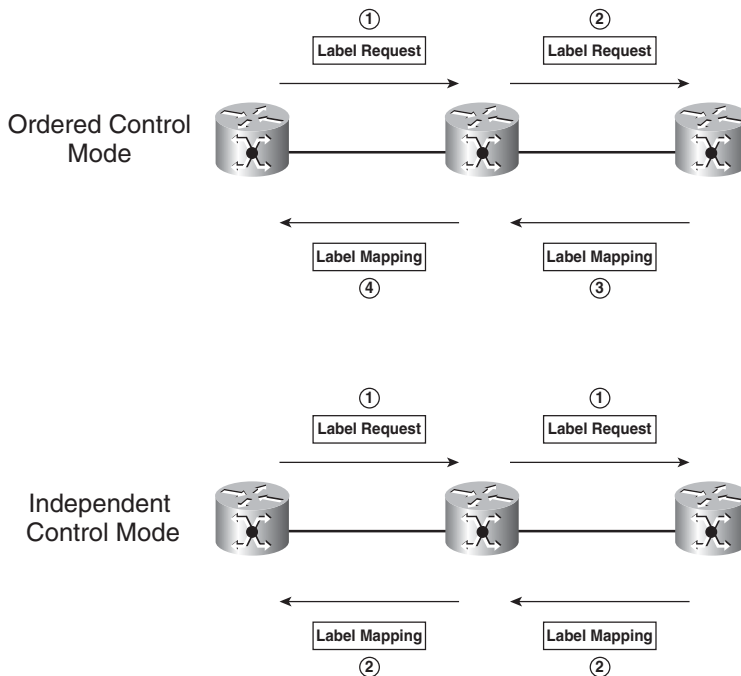 ① ②
Label Request Label Request
Ordered Control
Mode
Label Mapping Label Mapping
④ ③
① ①
Label Request Label Request
Independent
Control Mode
Label Mapping Label Mapping
② ②